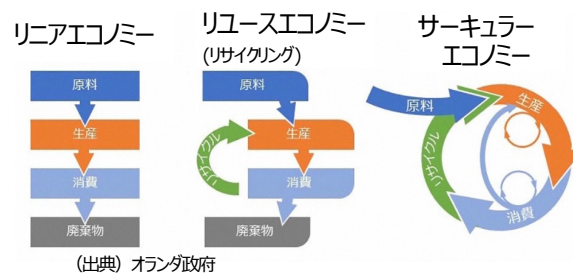 リニアエコノミー
原料
生産
消費
廃棄物
リユースエコノミー
(リサイクリング)
原料
生産
リサイクル
消費
廃棄物
サーキュラー
エコノミー
原料
生産
リサイクル
消費
(出典) オランダ政府